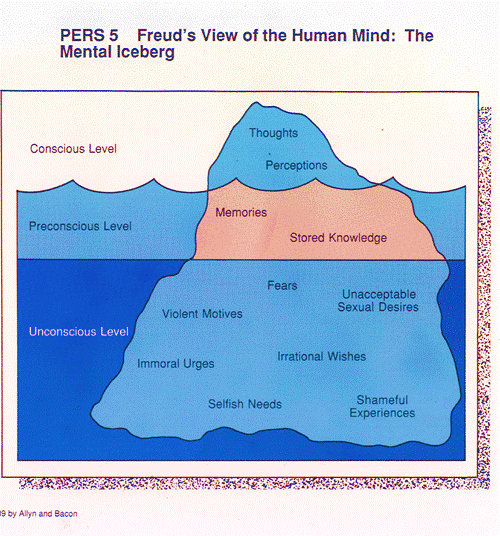 PERS 5 Freud's View of the Human Mind: The
Mental Iceberg
Thoughts
Conscious Level
Perceptions
Memories
Preconscious Level
Stored Knowledge
Fears
Unacceptable
Sexual Desires
Violent Motives
Unconscious Level
Irrational Wishes
Immoral Urges
Selfish Needs
Shameful
Experiences
by Allyn and Bacon